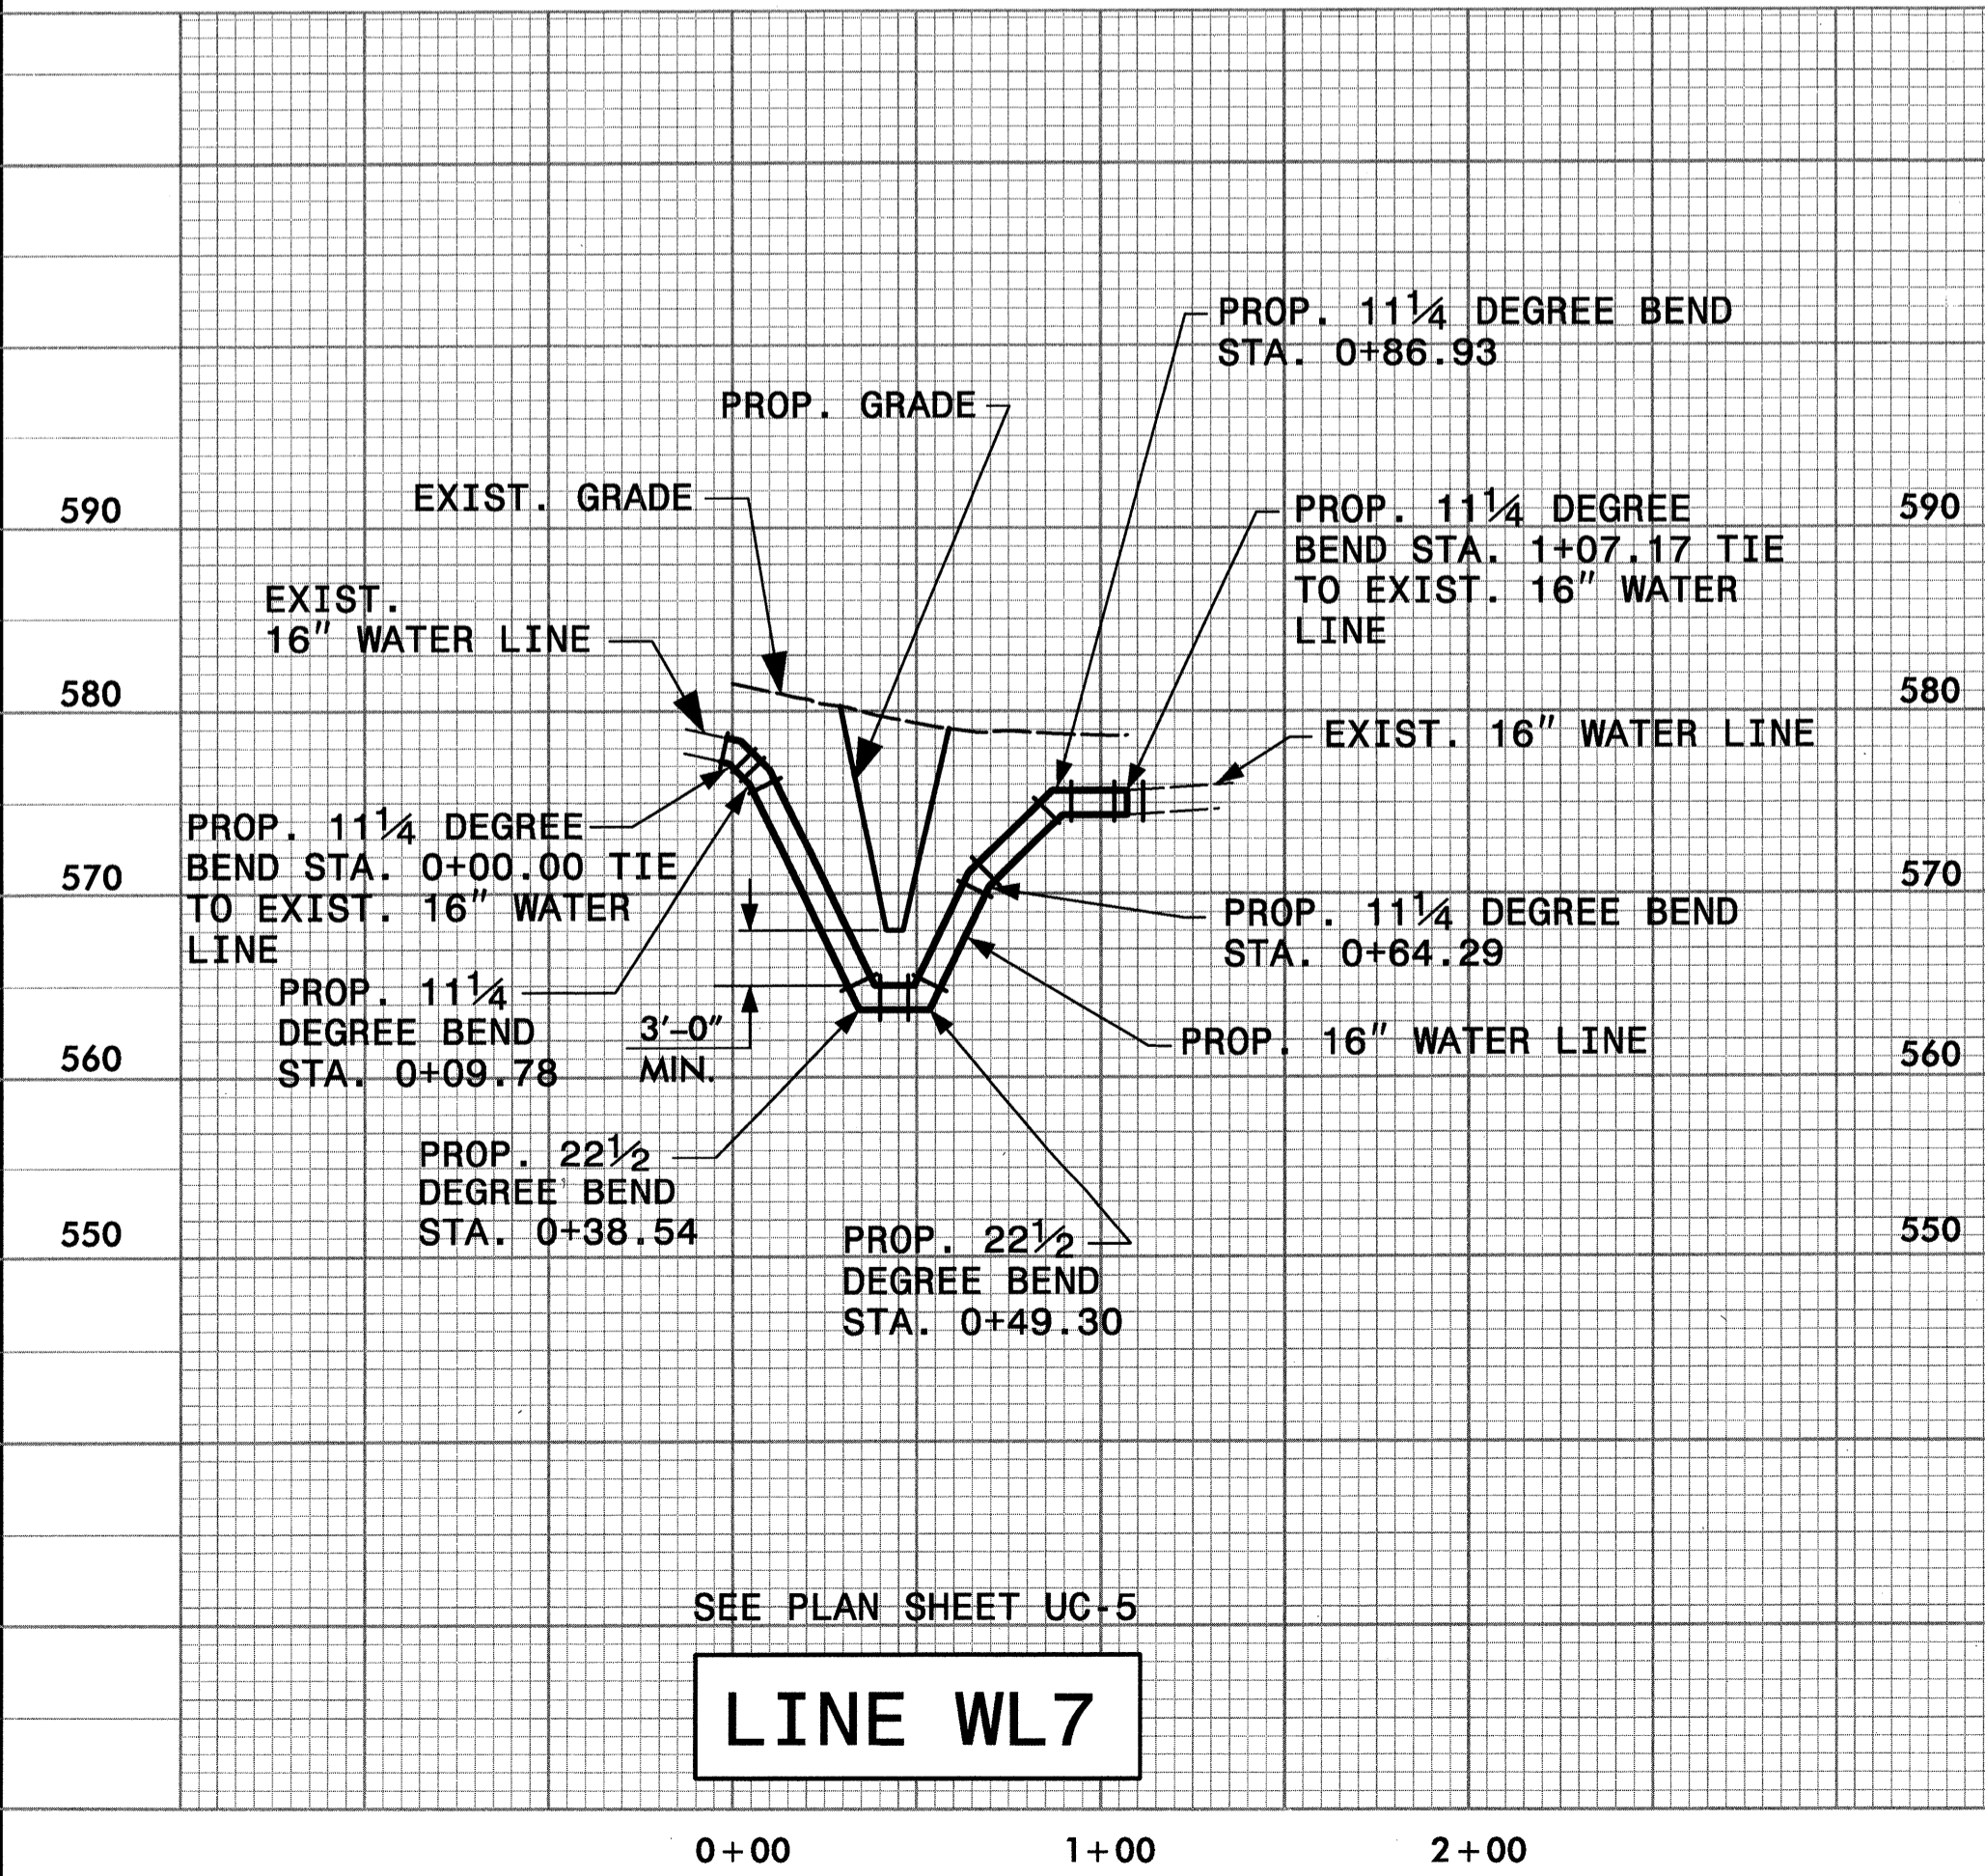 PROP. 11¼ DEGREE BEND
STA. 0+86.93
PROP. GRADE
EXIST. GRADE
590
PROP. 11¼ DEGREE
BEND STA. 1+07.17 TIE
TO EXIST. 16" WATER
LINE
590
EXIST.
16" WATER LINE
580
580
EXIST. 16" WATER LINE
PROP. 11¼ DEGREE
BEND STA. 0+00.00 TIE
TO EXIST. 16" WATER
LINE
570
570
PROP. 11¼ DEGREE BEND
STA. 0+64.29
PROP. 11¼
DEGREE BEND
STA. 0+09.78
3'-0"
MIN.
PROP. 16" WATER LINE
560
560
PROP. 22½
DEGREE BEND
STA. 0+38.54
PROP. 22½
DEGREE BEND
STA. 0+49.30
550
550
SEE PLAN SHEET UC-5
LINE WL7
0+00
1+00
2+00